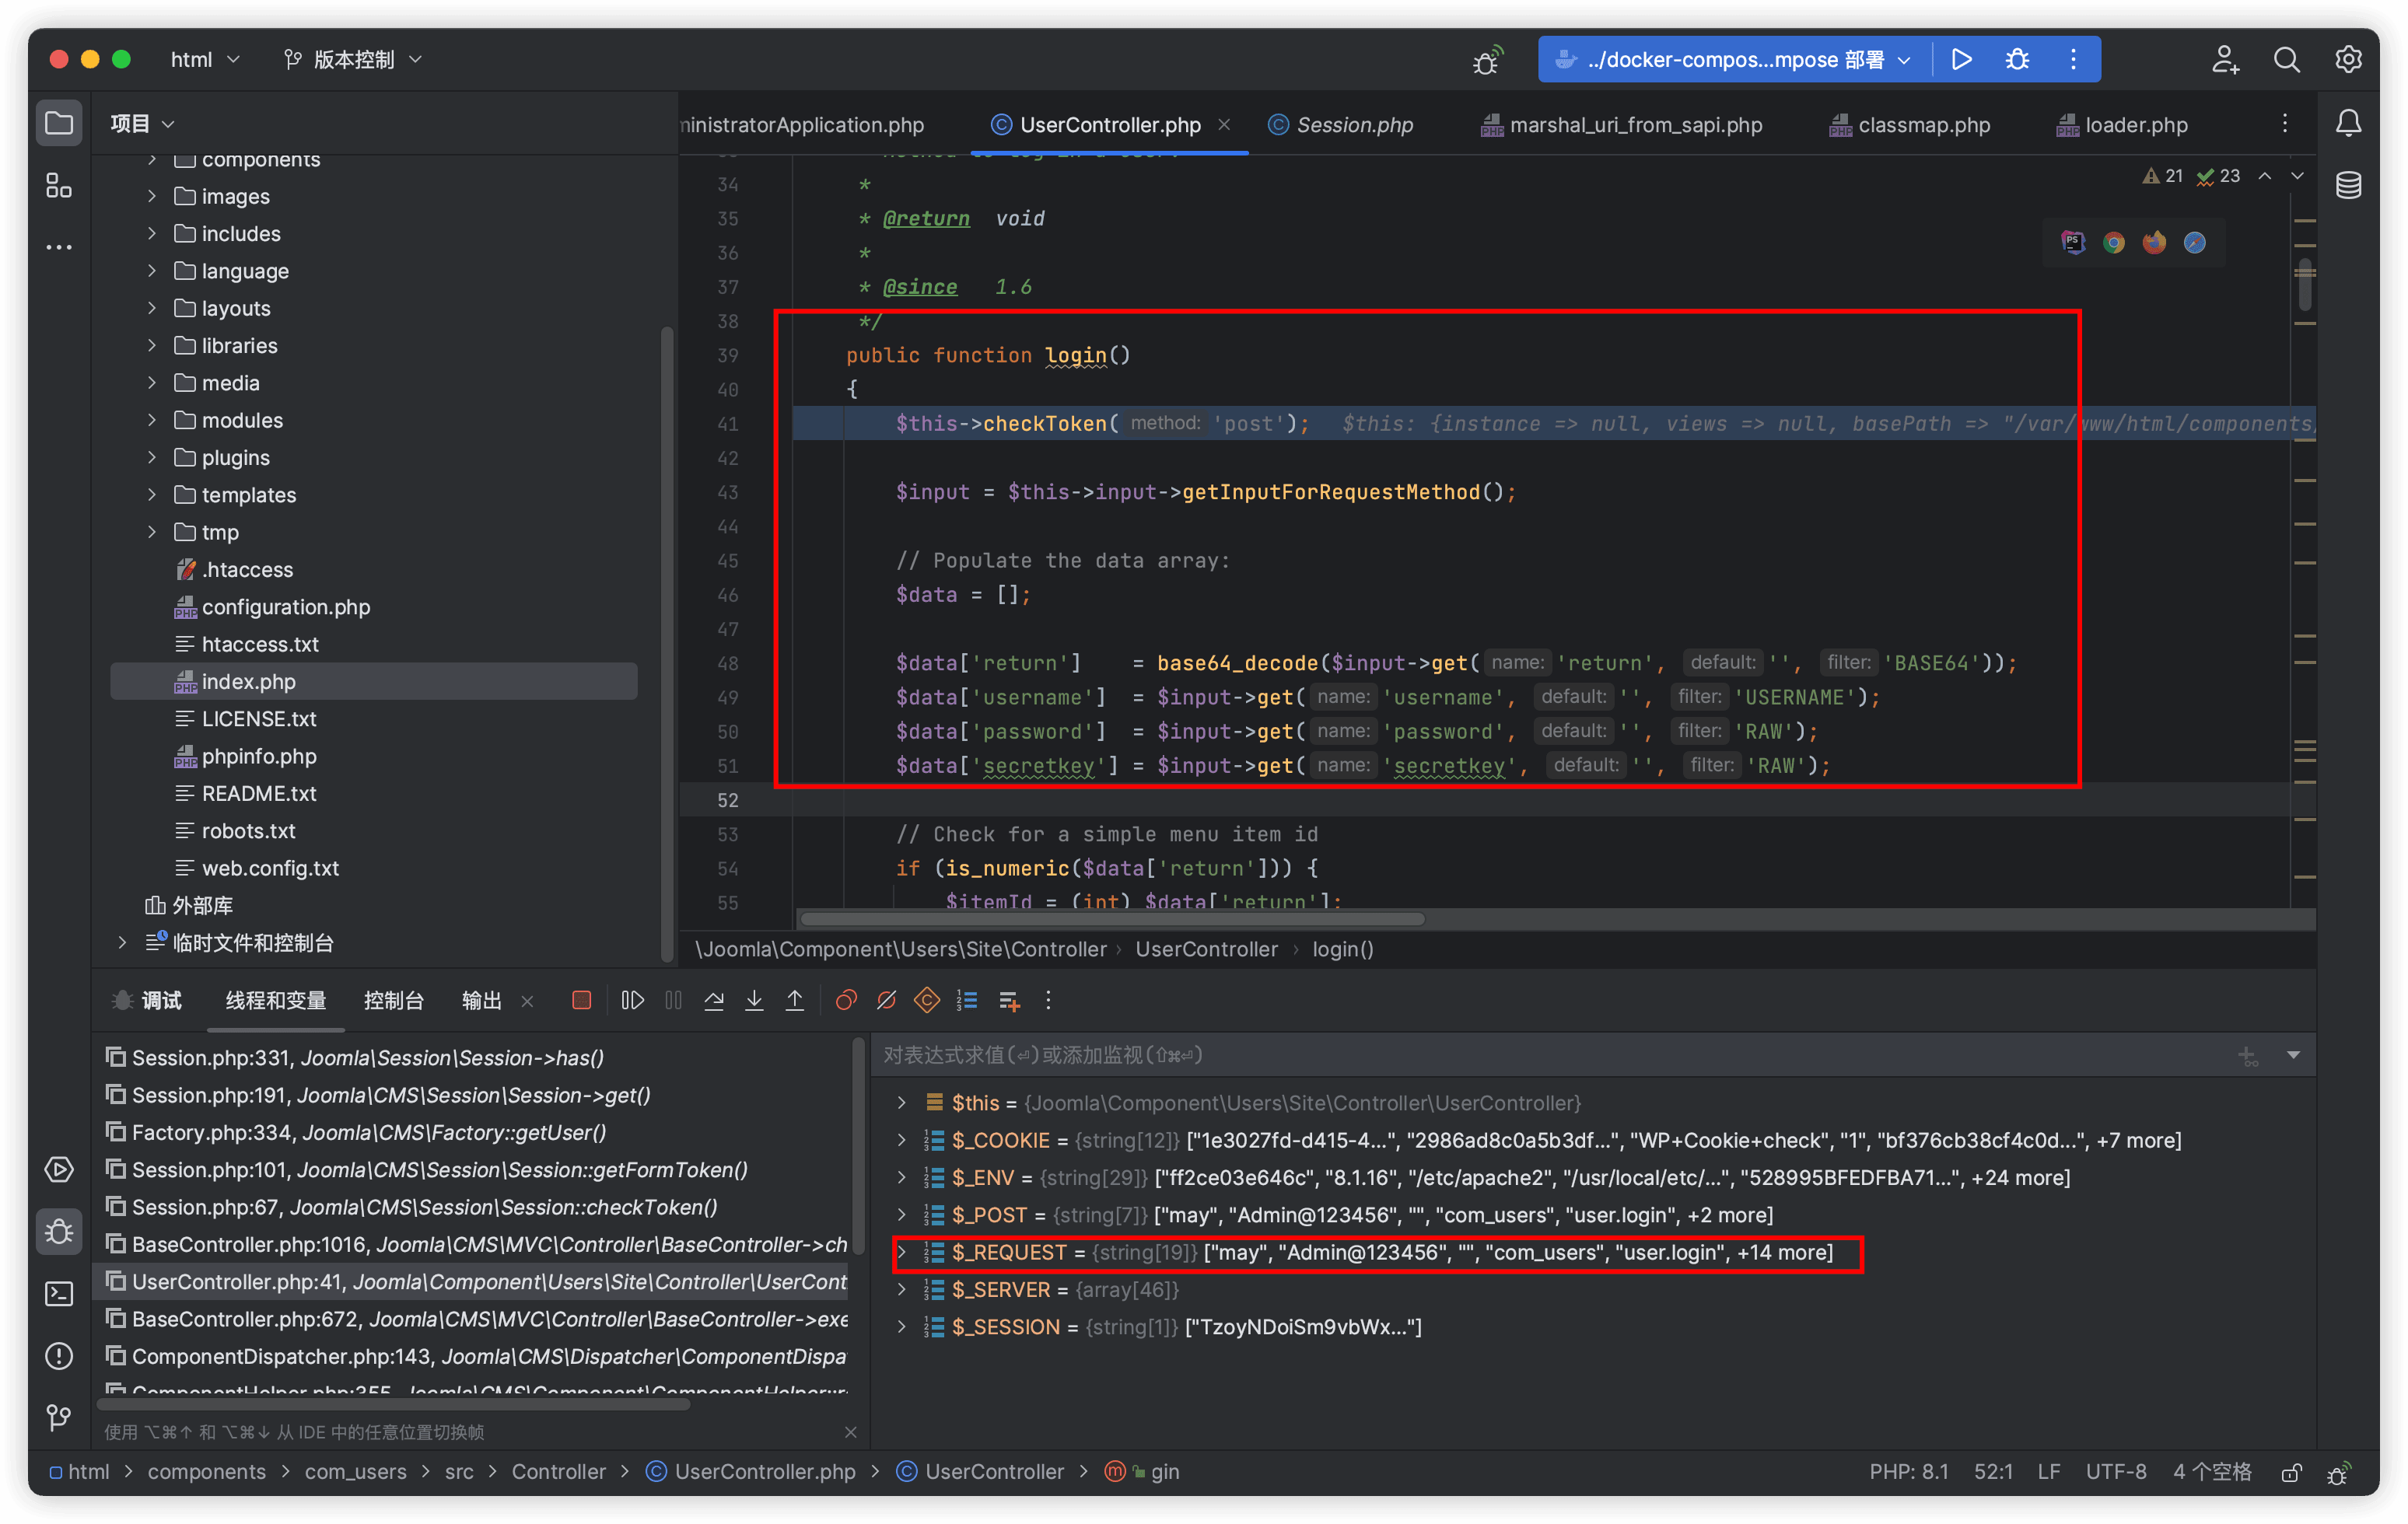 html
版本控制
../docker-compos...mpose 部署
项目
components
images
includes
language
layouts
libraries
media
modules
plugins
templates
tmp
.htaccess
configuration.php
htaccess.txt
index.php
LICENSE.txt
phpinfo.php
README.txt
robots.txt
web.config.txt
外部库
临时文件和控制台
ministratorApplication.php
UserController.php
Session.php
marshal_uri_from_sapi.php
classmap.php
loader.php
21
23
34 *
35 * @return void
36 *
37 * @since 1.6
38 */
39 public function login()
40 {
41 $this->checkToken( method: 'post'); $this: {instance => null, views => null, basePath => "/var/www/html/components/
42
43 $input = $this->input->getInputForRequestMethod();
44
45 // Populate the data array:
46 $data = [];
47
48 $data['return'] = base64_decode($input->get( name: 'return', default: '', filter: 'BASE64'));
49 $data['username'] = $input->get( name: 'username', default: '', filter: 'USERNAME');
50 $data['password'] = $input->get( name: 'password', default: '', filter: 'RAW');
51 $data['secretkey'] = $input->get( name: 'secretkey', default: '', filter: 'RAW');
52
53 // Check for a simple menu item id
54 if (is_numeric($data['return'])) {
55 $itemId = (int) $data['return'];
\Joomla\Component\Users\Site\Controller › UserController › login()
调试
线程和变量
控制台
输出
Session.php:331, Joomla\Session\Session->has()
Session.php:191, Joomla\CMS\Session\Session->get()
Factory.php:334, Joomla\CMS\Factory::getUser()
Session.php:101, Joomla\CMS\Session\Session::getFormToken()
Session.php:67, Joomla\CMS\Session\Session::checkToken()
BaseController.php:1016, Joomla\CMS\MVC\Controller\BaseController->ch
UserController.php:41, Joomla\Component\Users\Site\Controller\UserCont
BaseController.php:672, Joomla\CMS\MVC\Controller\BaseController->exe
ComponentDispatcher.php:143, Joomla\CMS\Dispatcher\ComponentDispa
ComponentHelper.php:355, Joomla\CMS\Component\ComponentHelper::r
使用 ⌥⌘↑ 和 ⌥⌘↓ 从 IDE 中的任意位置切换帧
对表达式求值(⏎)或添加监视(⇧⌘⏎)
$this = {Joomla\Component\Users\Site\Controller\UserController}
$_COOKIE = {string[12]} ["1e3027fd-d415-4...", "2986ad8c0a5b3df...", "WP+Cookie+check", "1", "bf376cb38cf4c0d...", +7 more]
$_ENV = {string[29]} ["ff2ce03e646c", "8.1.16", "/etc/apache2", "/usr/local/etc/...", "528995BFEDFBA71...", +24 more]
$_POST = {string[7]} ["may", "Admin@123456", "", "com_users", "user.login", +2 more]
$_REQUEST = {string[19]} ["may", "Admin@123456", "", "com_users", "user.login", +14 more]
$_SERVER = {array[46]}
$_SESSION = {string[1]} ["TzoyNDoiSm9vbWx..."]
html › components › com_users › src › Controller › UserController.php › UserController › gin
PHP: 8.1
52:1
LF
UTF-8
4 个空格